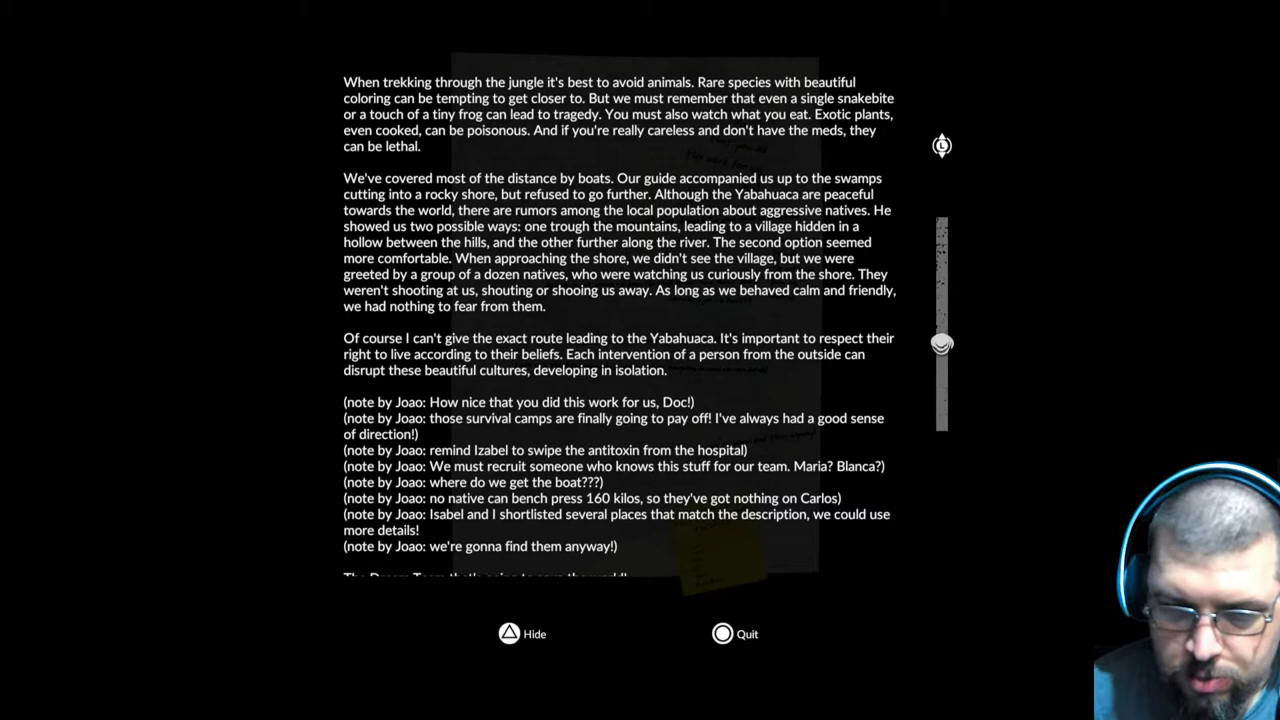 When trekking through the jungle it's best to avoid animals. Rare species with beautiful
coloring can be tempting to get closer to. But we must remember that even a single snakebite
or a touch of a tiny frog can lead to tragedy. You must also watch what you eat. Exotic plants,
even cooked, can be poisonous. And if you're really careless and don't have the meds, they
can be lethal.
We've covered most of the distance by boats. Our guide accompanied us up to the swamps
cutting into a rocky shore, but refused to go further. Although the Yabahuaca are peaceful
towards the world, there are rumors among the local population about aggressive natives. He
showed us two possible ways: one trough the mountains, leading to a village hidden in a
hollow between the hills, and the other further along the river. The second option seemed
more comfortable. When approaching the shore, we didn't see the village, but we were
greeted by a group of a dozen natives, who were watching us curiously from the shore. They
weren't shooting at us, shouting or shooing us away. As long as we behaved calm and friendly,
we had nothing to fear from them.
Of course I can't give the exact route leading to the Yabahuaca. It's important to respect their
right to live according to their beliefs. Each intervention of a person from the outside can
disrupt these beautiful cultures, developing in isolation.
(note by Joao: How nice that you did this work for us, Doc!)
(note by Joao: those survival camps are finally going to pay off! I've always had a good sense
of direction!)
(note by Joao: remind Izabel to swipe the antitoxin from the hospital)
(note by Joao: We must recruit someone who knows this stuff for our team. Maria? Blanca?)
(note by Joao: where do we get the boat???)
(note by Joao: no native can bench press 160 kilos, so they've got nothing on Carlos)
(note by Joao: Isabel and I shortlisted several places that match the description, we could use
more details!
(note by Joao: we're gonna find them anyway!)
The Dream Team that's going to save the world!
L
Hide
Quit